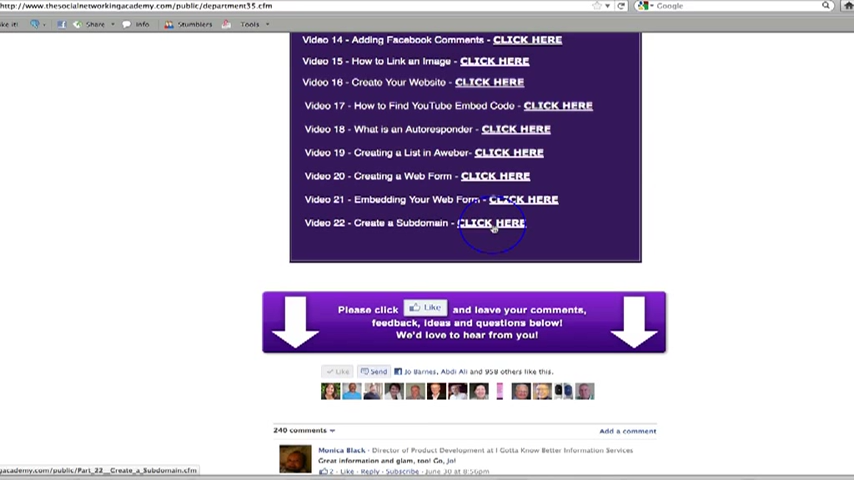 http://www.thesocialnetworkingacademy.com/public/department35.cfm
Google
ike it!
Share
Info
Stumblers
Tools
Video 14 - Adding Facebook Comments - CLICK HERE
Video 15 - How to Link an Image - CLICK HERE
Video 16 - Create Your Website - CLICK HERE
Video 17 - How to Find YouTube Embed Code - CLICK HERE
Video 18 - What is an Autoresponder - CLICK HERE
Video 19 - Creating a List in Aweber- CLICK HERE
Video 20 - Creating a Web Form - CLICK HERE
Video 21 - Embedding Your Web Form - CLICK HERE
Video 22 - Create a Subdomain - CLICK HERE
Please click Like and leave your comments,
feedback, ideas and questions below!
We'd love to hear from you!
Like Send Jo Barnes, Abdi Ali and 958 others like this.
240 comments
Add a comment
Monica Black - Director of Product Development at I Gotta Know Better Information Services
Great information and glam, too! Go, Jo!
2 · Like · Reply · Subscribe · June 30 at 8:56pm
gacademy.com/public/Part_22__Create_a_Subdomain.cfm